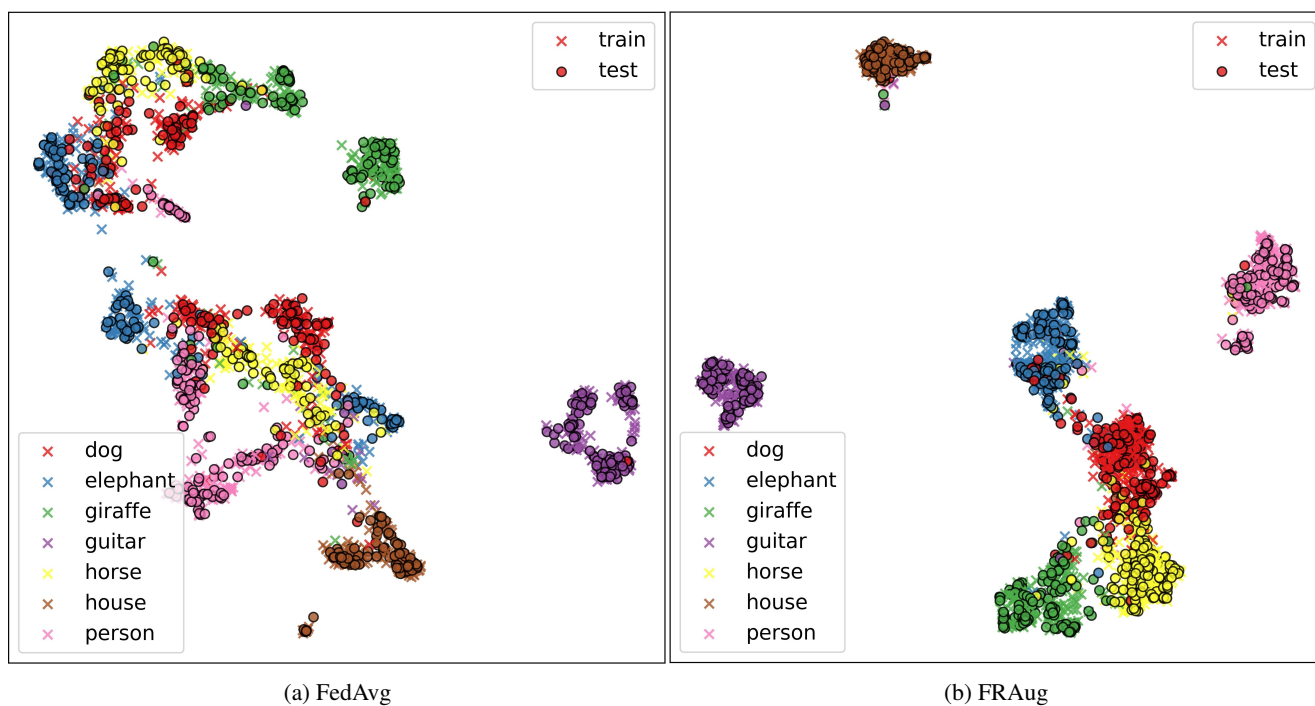 train
test
dog
elephant
giraffe
guitar
horse
house
person
train
test
dog
elephant
giraffe
guitar
horse
house
person
(a) FedAvg
(b) FRAug